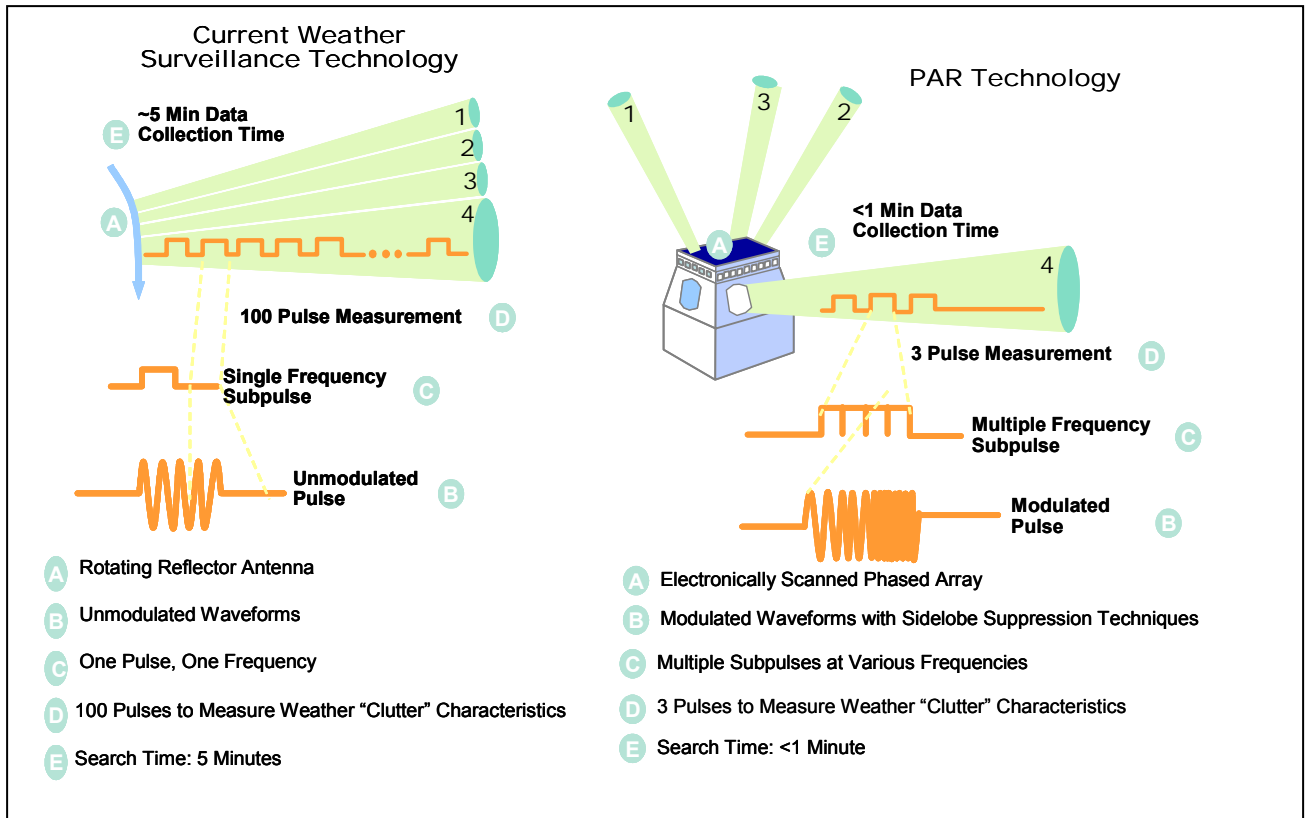 Current Weather
Surveillance Technology
E
~5 Min Data
Collection Time
1
2
3
4
A
100 Pulse Measurement
D
Single Frequency
Subpulse
C
Unmodulated
Pulse
B
A Rotating Reflector Antenna
B Unmodulated Waveforms
C One Pulse, One Frequency
D 100 Pulses to Measure Weather “Clutter” Characteristics
E Search Time: 5 Minutes
PAR Technology
1
3
2
A
<1 Min Data
Collection Time
E
4
3 Pulse Measurement
D
Multiple Frequency
Subpulse
C
Modulated
Pulse
B
A Electronically Scanned Phased Array
B Modulated Waveforms with Sidelobe Suppression Techniques
C Multiple Subpulses at Various Frequencies
D 3 Pulses to Measure Weather “Clutter” Characteristics
E Search Time: <1 Minute